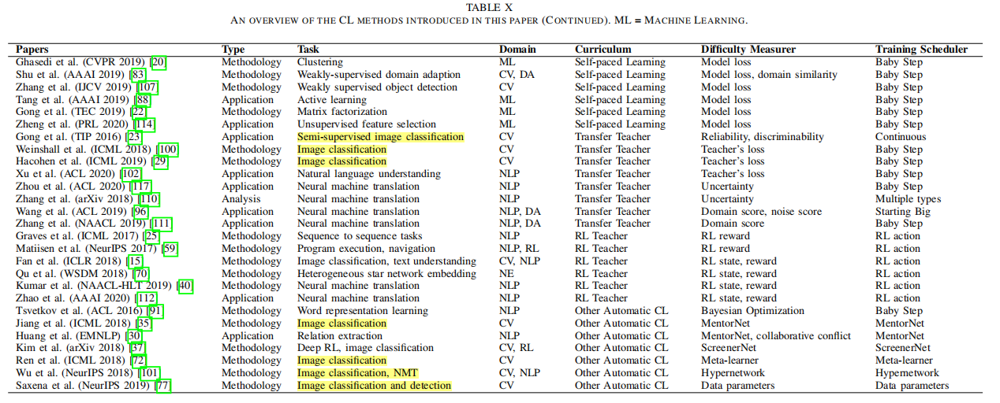 TABLE X
AN OVERVIEW OF THE CL METHODS INTRODUCED IN THIS PAPER (CONTINUED). ML = MACHINE LEARNING.
Papers Type Task Domain Curriculum Difficulty Measurer Training Scheduler
Ghasedi et al. (CVPR 2019) [20] Methodology Clustering ML Self-paced Learning Model loss Baby Step
Shu et al. (AAAI 2019) [83] Methodology Weakly-supervised domain adaption CV, DA Self-paced Learning Model loss, domain similarity Baby Step
Zhang et al. (IJCV 2019) [107] Methodology Weakly supervised object detection CV Self-paced Learning Model loss Baby Step
Tang et al. (AAAI 2019) [88] Application Active learning ML Self-paced Learning Model loss Baby Step
Gong et al. (TEC 2019) [22] Methodology Matrix factorization ML Self-paced Learning Model loss Baby Step
Zheng et al. (PRL 2020) [114] Application Unsupervised feature selection ML Self-paced Learning Model loss Baby Step
Gong et al. (TIP 2016) [23] Application Semi-supervised image classification CV Transfer Teacher Reliability, discriminability Continuous
Weinshall et al. (ICML 2018) [100] Methodology Image classification CV Transfer Teacher Teacher's loss Baby Step
Hacohen et al. (ICML 2019) [29] Methodology Image classification CV Transfer Teacher Teacher's loss Baby Step
Xu et al. (ACL 2020) [102] Application Natural language understanding NLP Transfer Teacher Teacher's loss Baby Step
Zhou et al. (ACL 2020) [117] Application Neural machine translation NLP Transfer Teacher Uncertainty Baby Step
Zhang et al. (arXiv 2018) [110] Analysis Neural machine translation NLP Transfer Teacher Uncertainty Multiple types
Wang et al. (ACL 2019) [96] Application Neural machine translation NLP, DA Transfer Teacher Domain score, noise score Starting Big
Zhang et al. (NAACL 2019) [111] Application Neural machine translation NLP, DA Transfer Teacher Domain score Baby Step
Graves et al. (ICML 2017) [25] Methodology Sequence to sequence tasks NLP RL Teacher RL reward RL action
Matiisen et al. (NeurIPS 2017) [59] Methodology Program execution, navigation NLP, RL RL Teacher RL reward RL action
Fan et al. (ICLR 2018) [15] Methodology Image classification, text understanding CV, NLP RL Teacher RL state, reward RL action
Qu et al. (WSDM 2018) [70] Methodology Heterogeneous star network embedding NE RL Teacher RL state, reward RL action
Kumar et al. (NAACL-HLT 2019) [40] Methodology Neural machine translation NLP RL Teacher RL state, reward RL action
Zhao et al. (AAAI 2020) [112] Application Neural machine translation NLP RL Teacher RL state, reward RL action
Tsvetkov et al. (ACL 2016) [91] Methodology Word representation learning NLP Other Automatic CL Bayesian Optimization Baby Step
Jiang et al. (ICML 2018) [35] Methodology Image classification CV Other Automatic CL MentorNet MentorNet
Huang et al. (EMNLP) [30] Application Relation extraction NLP Other Automatic CL MentorNet, collaborative conflict MentorNet
Kim et al. (arXiv 2018) [37] Methodology Deep RL, image classification CV, RL Other Automatic CL ScreenerNet ScreenerNet
Ren et al. (ICML 2018) [72] Methodology Image classification CV Other Automatic CL Meta-learner Meta-learner
Wu et al. (NeurIPS 2018) [101] Methodology Image classification, NMT CV, NLP Other Automatic CL Hypernetwork Hypernetwork
Saxena et al. (NeurIPS 2019) [77] Methodology Image classification and detection CV Other Automatic CL Data parameters Data parameters